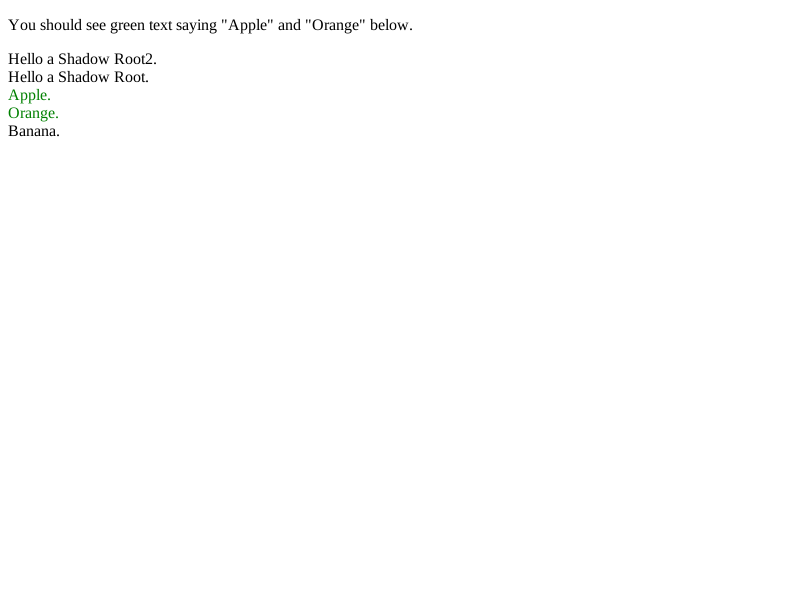 You should see green text saying "Apple" and "Orange" below.
Hello a Shadow Root2.
Hello a Shadow Root.
Apple.
Orange.
Banana.